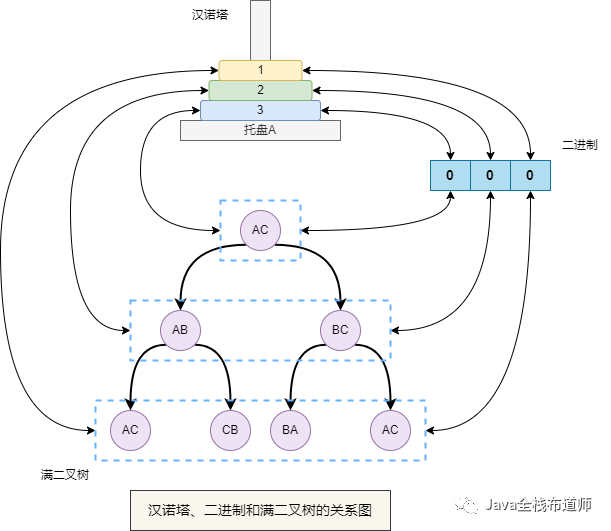 汉诺塔
1
2
3
托盘A
二进制
0 0 0
AC
AB BC
AC CB BA AC
满二叉树
汉诺塔、二进制和满二叉树的关系图
Java全栈布道师